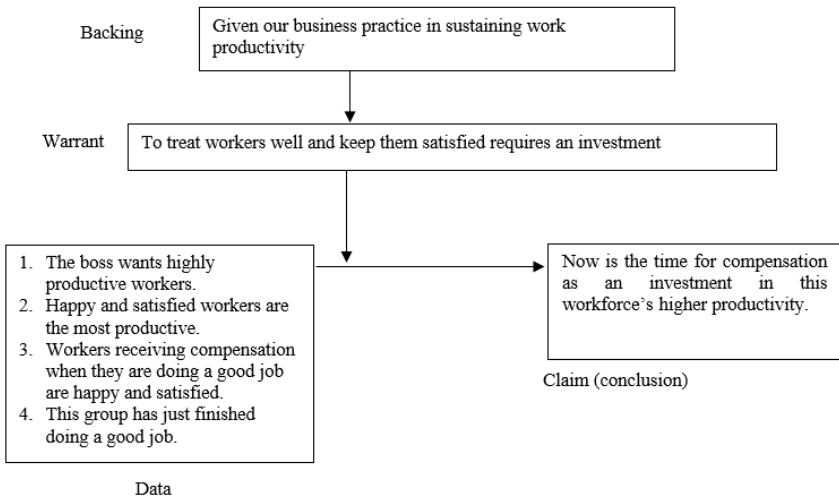 Backing
Given our business practice in sustaining work
productivity
Warrant
To treat workers well and keep them satisfied requires an investment
1. The boss wants highly
productive workers.
2. Happy and satisfied workers are
the most productive.
3. Workers receiving compensation
when they are doing a good job
are happy and satisfied.
4. This group has just finished
doing a good job.
Data
Now is the time for compensation
as an investment in this
workforce’s higher productivity.
Claim (conclusion)